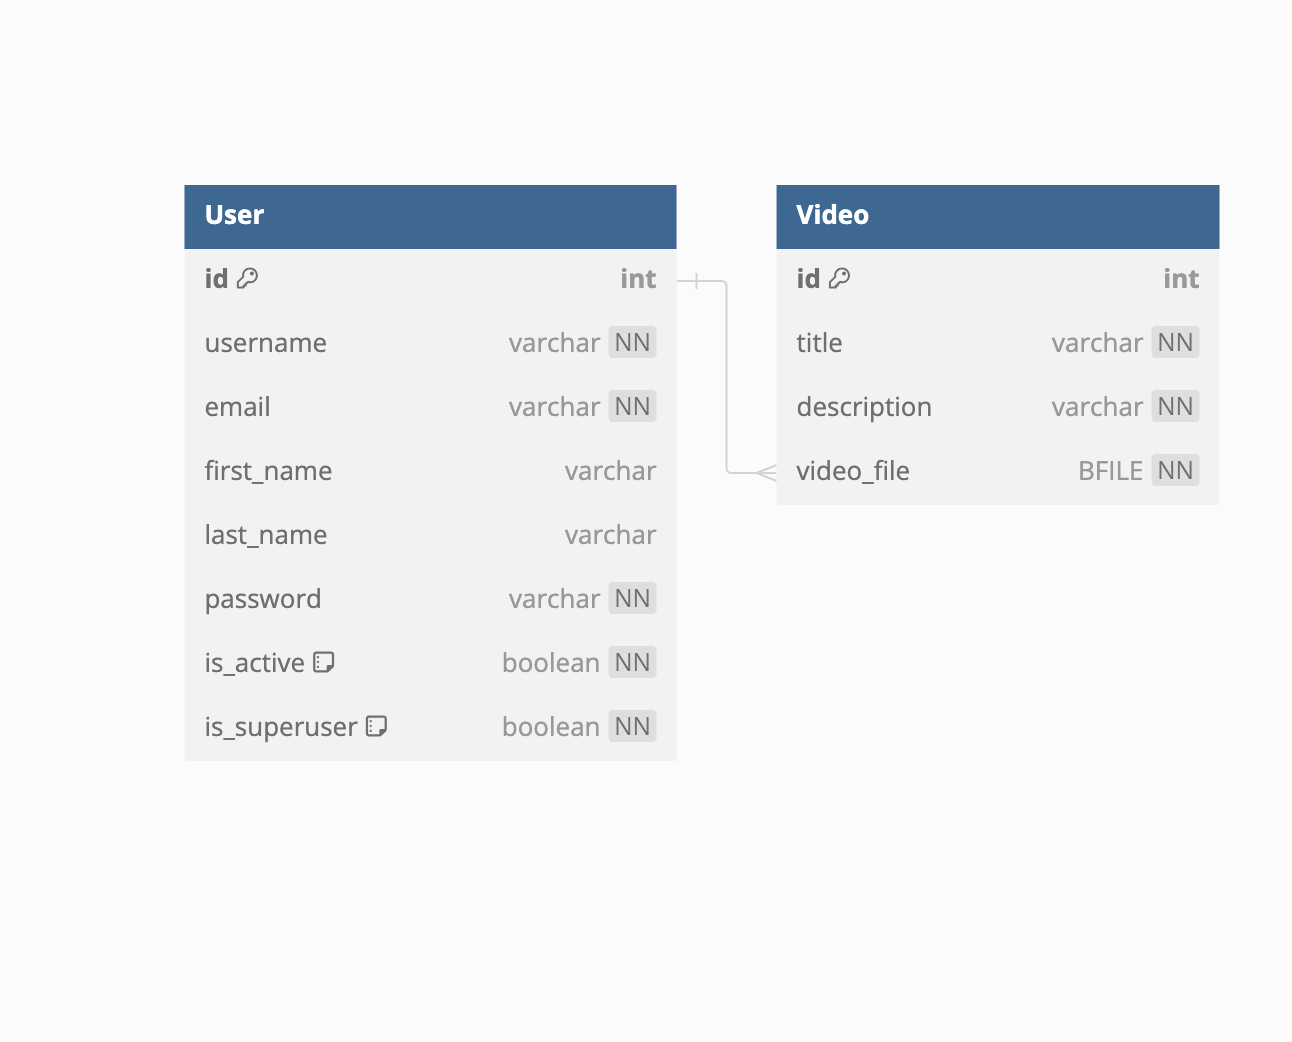 User
id int
username varchar NN
email varchar NN
first_name varchar
last_name varchar
password varchar NN
is_active boolean NN
is_superuser boolean NN
Video
id int
title varchar NN
description varchar NN
video_file BFILE NN